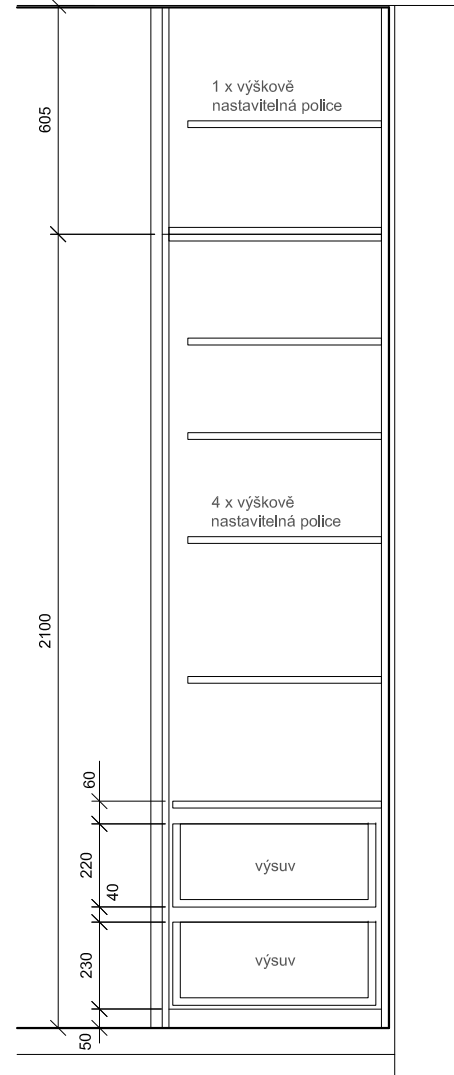 1 x výškově
nastavitelná police
605
4 x výškově
nastavitelná police
2100
60
220
40
výsuv
230
výsuv
50